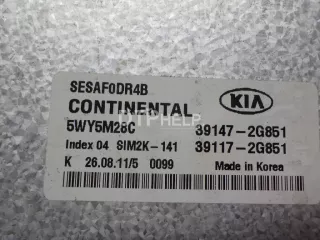 SESAF0DR4B
CONTINENTAL
KIA
5WY5M28C 39147-2G851
Index 04 SIM2K-141 39117-2G851
K 26.08.11/5 0099 Made in Korea
DTPHELP